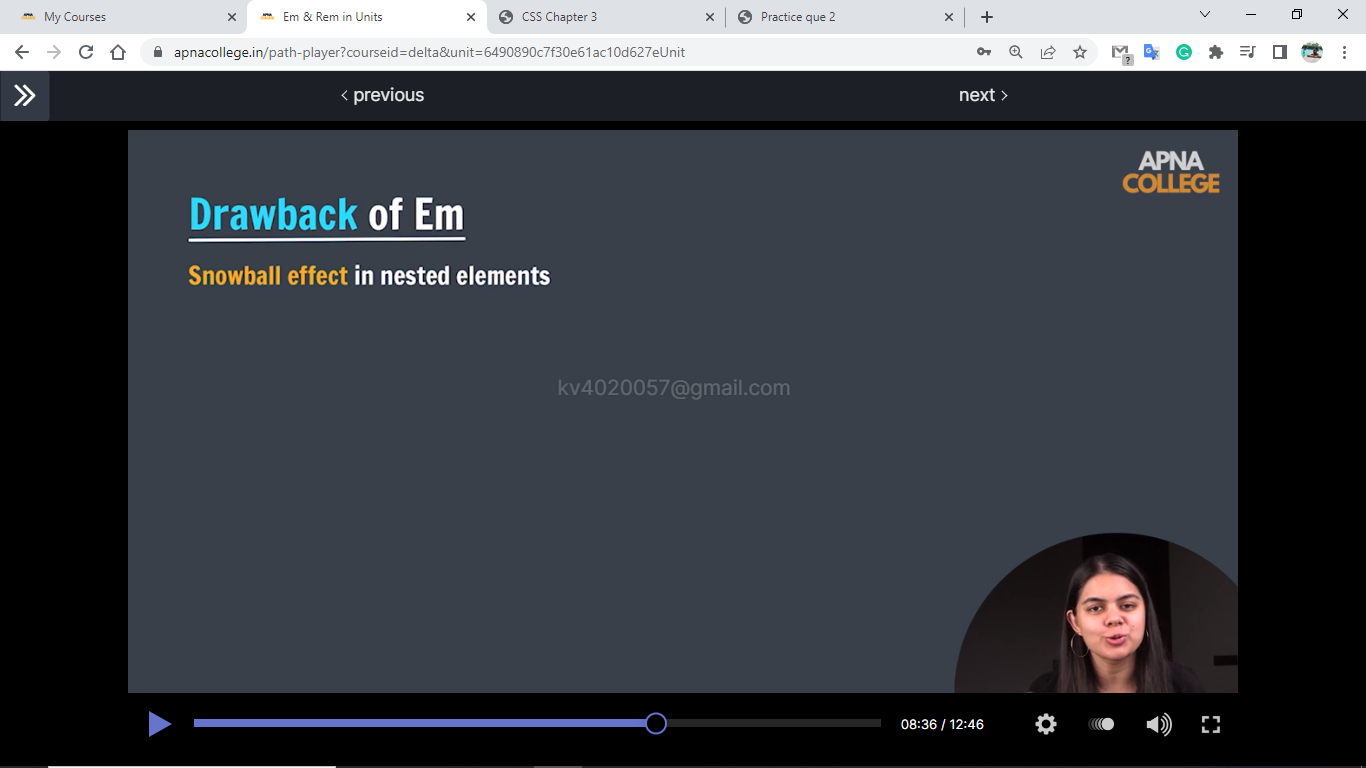 My Courses
Em & Rem in Units
CSS Chapter 3
Practice que 2
apnacollege.in/path-player?courseid=delta&unit=6490890c7f30e61ac10d627eUnit
previous
next
APNA
COLLEGE
Drawback of Em
Snowball effect in nested elements
kv4020057@gmail.com
08:36 / 12:46